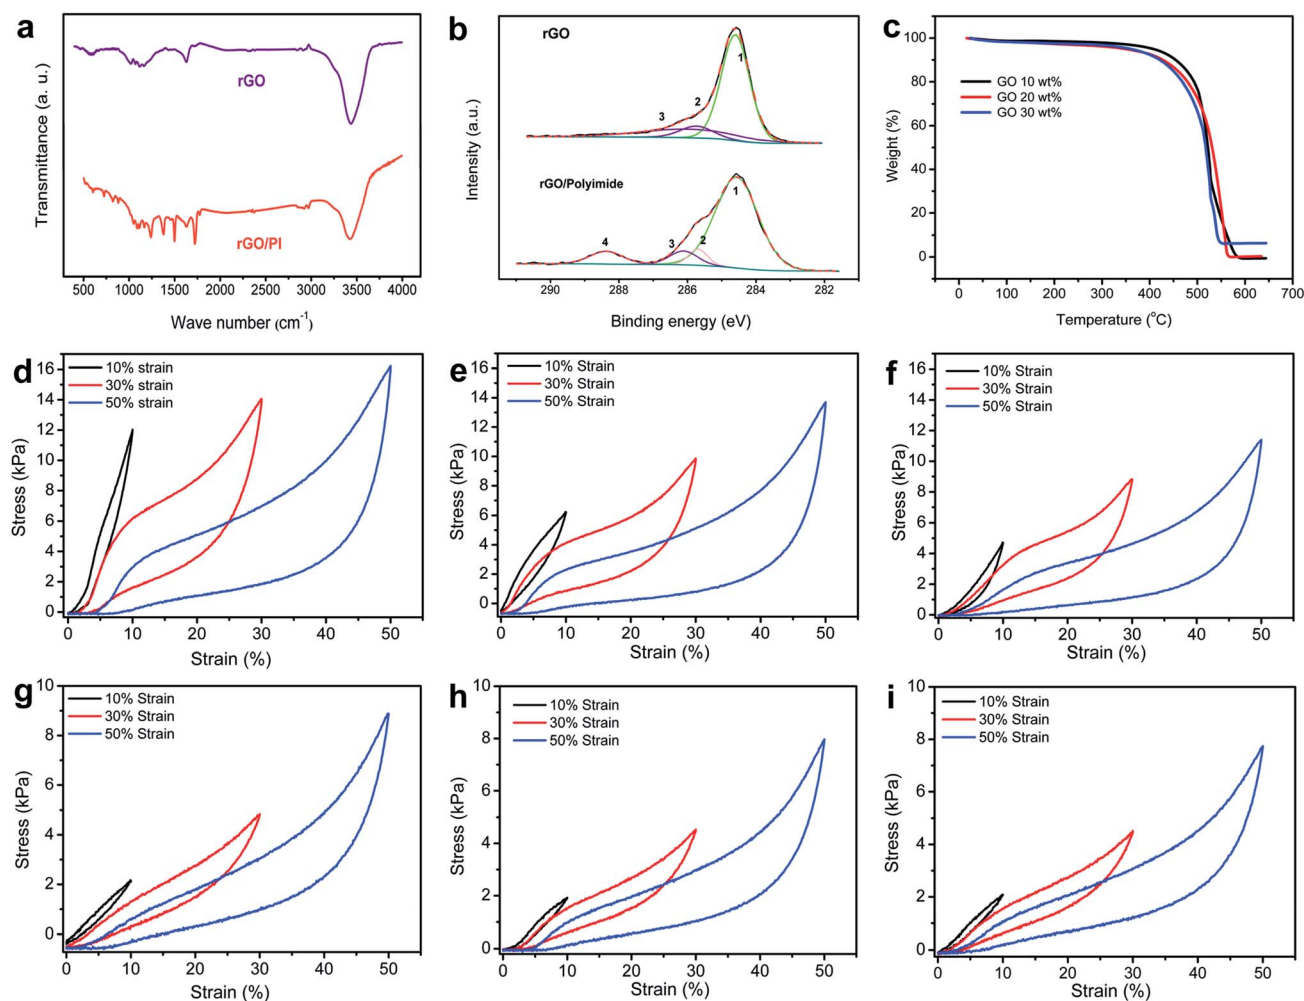 a
rGO
rGO/PI
Transmittance (a. u.)
500 1000 1500 2000 2500 3000 3500 4000
Wave number (cm⁻¹)
b
rGO
1
2
3
rGO/Polyimide
1
2
3
4
Intensity (a.u.)
290 288 286 284 282
Binding energy (eV)
c
100
80
60
40
20
0
GO 10 wt%
GO 20 wt%
GO 30 wt%
Weight (%)
0 100 200 300 400 500 600 700
Temperature (°C)
d
10% strain
30% strain
50% strain
16
14
12
10
8
6
4
2
0
Stress (kPa)
0 10 20 30 40 50
Strain (%)
e
10% Strain
30% Strain
50% Strain
16
14
12
10
8
6
4
2
0
Stress (kPa)
0 10 20 30 40 50
Strain (%)
f
10% Strain
30% Strain
50% Strain
16
14
12
10
8
6
4
2
0
Stress (kPa)
0 10 20 30 40 50
Strain (%)
g
10% Strain
30% Strain
50% Strain
10
8
6
4
2
0
Stress (kPa)
0 10 20 30 40 50
Strain (%)
h
10% Strain
30% Strain
50% Strain
10
8
6
4
2
0
Stress (kPa)
0 10 20 30 40 50
Strain (%)
i
10% Strain
30% Strain
50% Strain
10
8
6
4
2
0
Stress (kPa)
0 10 20 30 40 50
Strain (%)